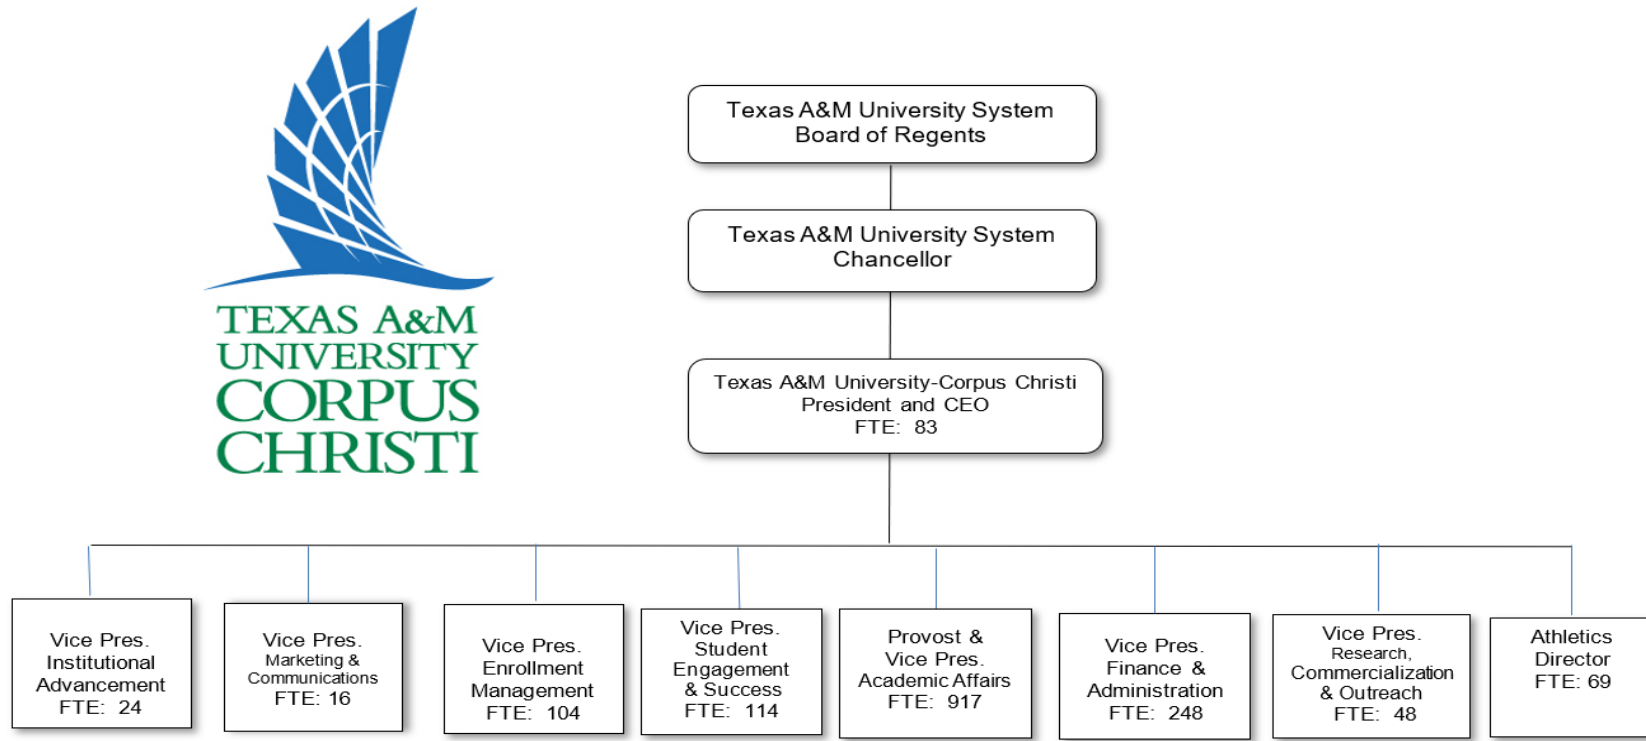 TEXAS A&M
UNIVERSITY
CORPUS
CHRISTI
Texas A&M University System
Board of Regents
Texas A&M University System
Chancellor
Texas A&M University-Corpus Christi
President and CEO
FTE: 83
Vice Pres.
Institutional
Advancement
FTE: 24
Vice Pres.
Marketing &
Communications
FTE: 16
Vice Pres.
Enrollment
Management
FTE: 104
Vice Pres.
Student
Engagement
& Success
FTE: 114
Provost &
Vice Pres.
Academic Affairs
FTE: 917
Vice Pres.
Finance &
Administration
FTE: 248
Vice Pres.
Research,
Commercialization
& Outreach
FTE: 48
Athletics
Director
FTE: 69